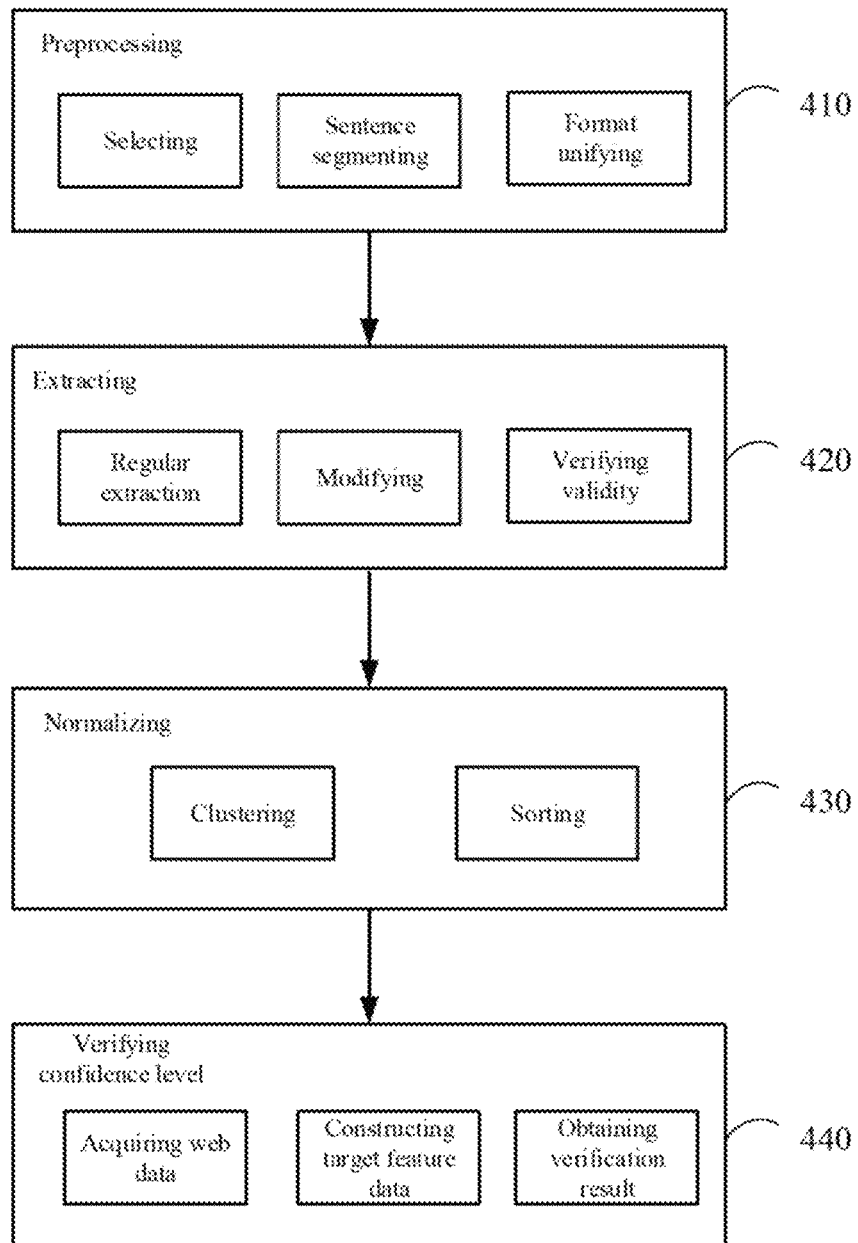 Preprocessing
Selecting
Sentence
segmenting
Format
unifying
410
Extracting
Regular
extraction
Modifying
Verifying
validity
420
Normalizing
Clustering
Sorting
430
Verifying
confidence level
Acquiring web
data
Constructing
target feature
data
Obtaining
verification
result
440